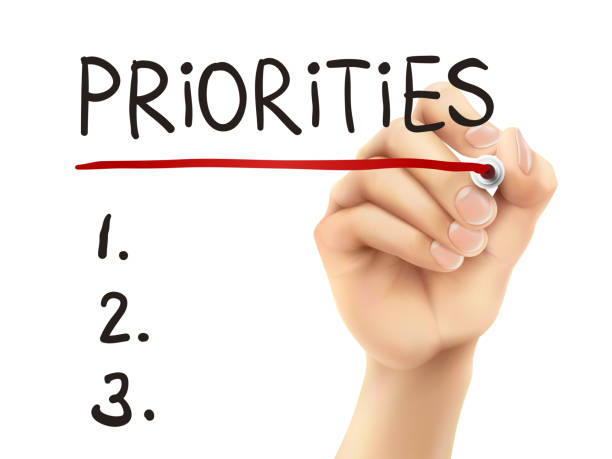 PRiORiTiES
1.
2.
3.